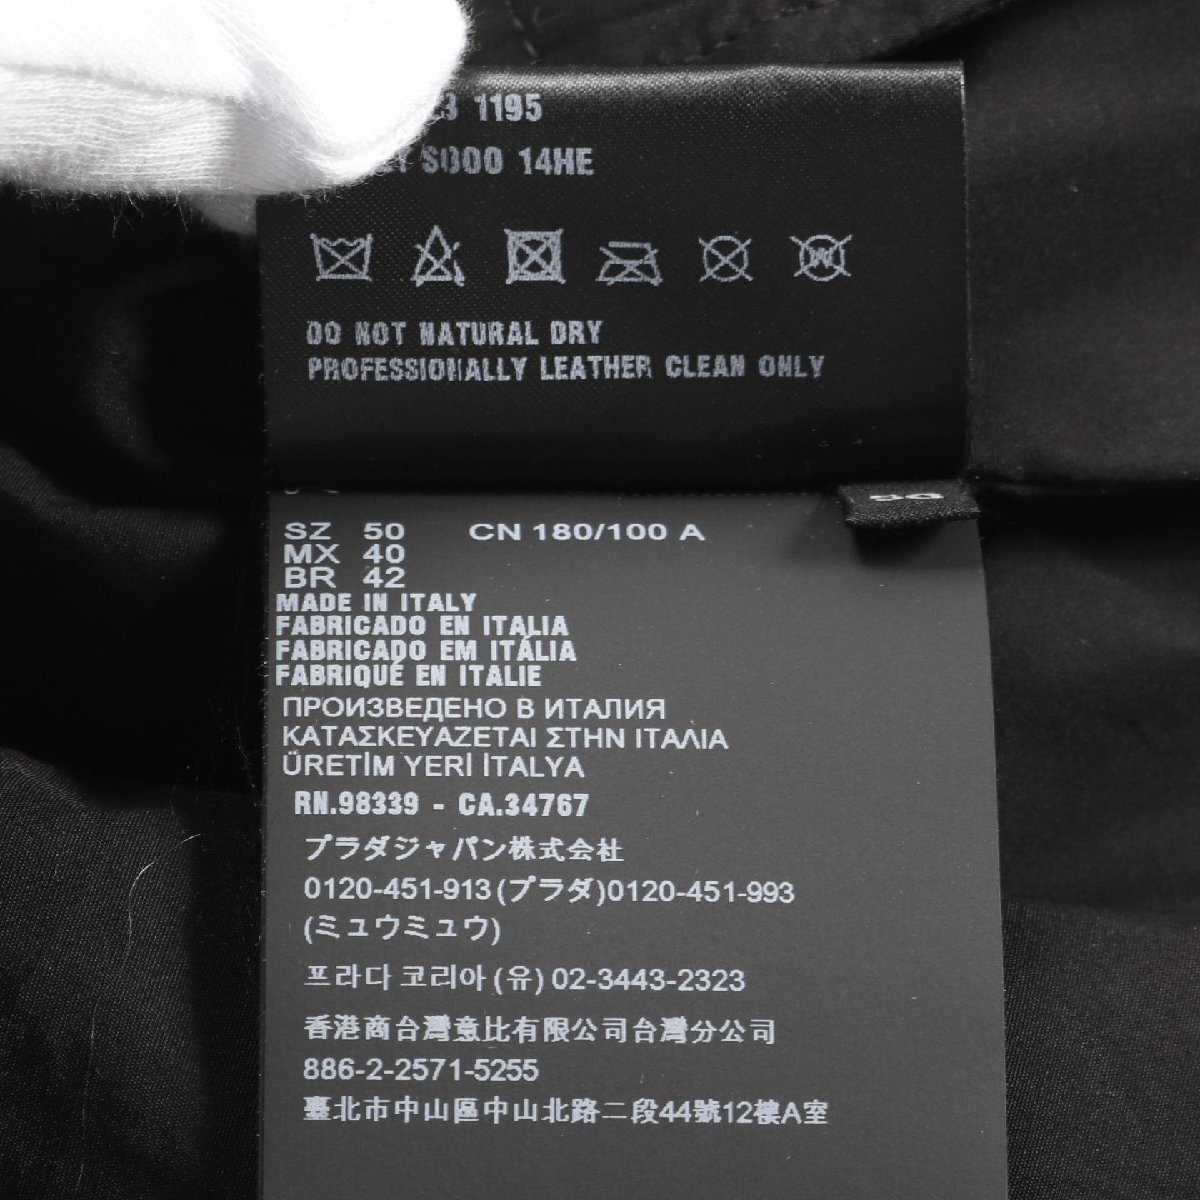 1195
S000 14HE
DO NOT NATURAL DRY
PROFESSIONALLY LEATHER CLEAN ONLY
SZ 50 CN 180/100 A
MX 40
BR 42
MADE IN ITALY
FABRICADO EN ITALIA
FABRICADO EM ITÁLIA
FABRIQUÉ EN ITALIE
ПРОИЗВЕДЕНО В ИТАЛИЯ
ΚΑΤΑΣΚΕΥΑΖΕΤΑΙ ΣΤΗΝ ΙΤΑΛΙΑ
ÜRETİM YERİ İTALYA
RN.98339 - CA.34767
プラダジャパン株式会社
0120-451-913(プラダ)0120-451-993
(ミュウミュウ)
프라다 코리아 (유) 02-3443-2323
香港商台灣意比有限公司台灣分公司
886-2-2571-5255
臺北市中山區中山北路二段44號12樓A室